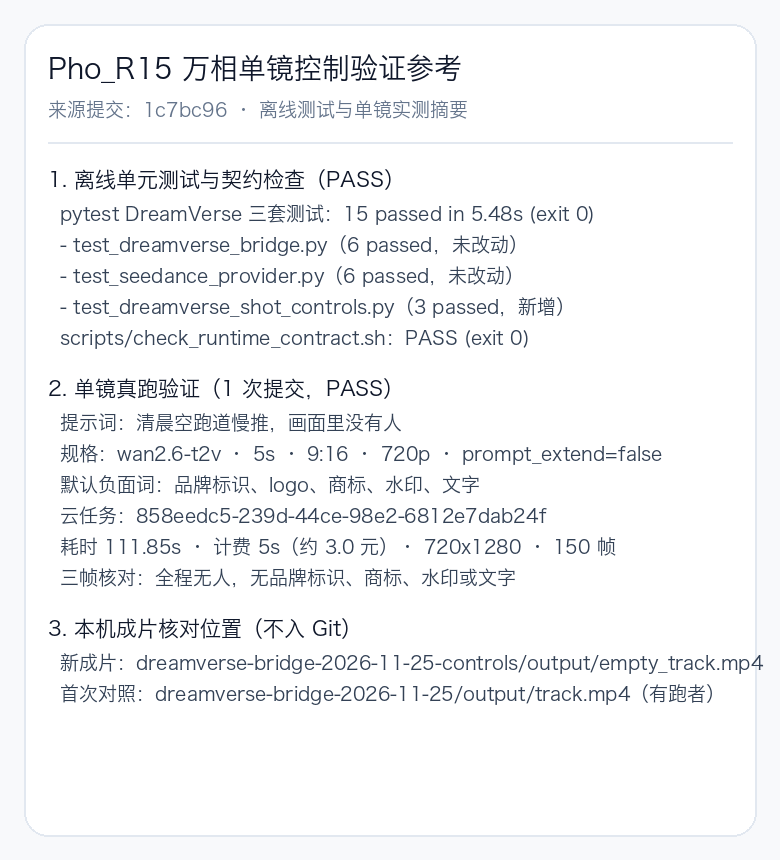 Pho_R15 万相单镜控制验证参考
来源提交：1c7bc96 · 离线测试与单镜实测摘要
1. 离线单元测试与契约检查（PASS）
pytest DreamVerse 三套测试：15 passed in 5.48s (exit 0)
- test_dreamverse_bridge.py（6 passed，未改动）
- test_seedance_provider.py（6 passed，未改动）
- test_dreamverse_shot_controls.py（3 passed，新增）
scripts/check_runtime_contract.sh：PASS (exit 0)
2. 单镜真跑验证（1 次提交，PASS）
提示词：清晨空跑道慢推，画面里没有人
规格：wan2.6-t2v · 5s · 9:16 · 720p · prompt_extend=false
默认负面词：品牌标识、logo、商标、水印、文字
云任务：858eedc5-239d-44ce-98e2-6812e7dab24f
耗时 111.85s · 计费 5s（约 3.0 元）· 720x1280 · 150 帧
三帧核对：全程无人，无品牌标识、商标、水印或文字
3. 本机成片核对位置（不入 Git）
新成片：dreamverse-bridge-2026-11-25-controls/output/empty_track.mp4
首次对照：dreamverse-bridge-2026-11-25/output/track.mp4（有跑者）